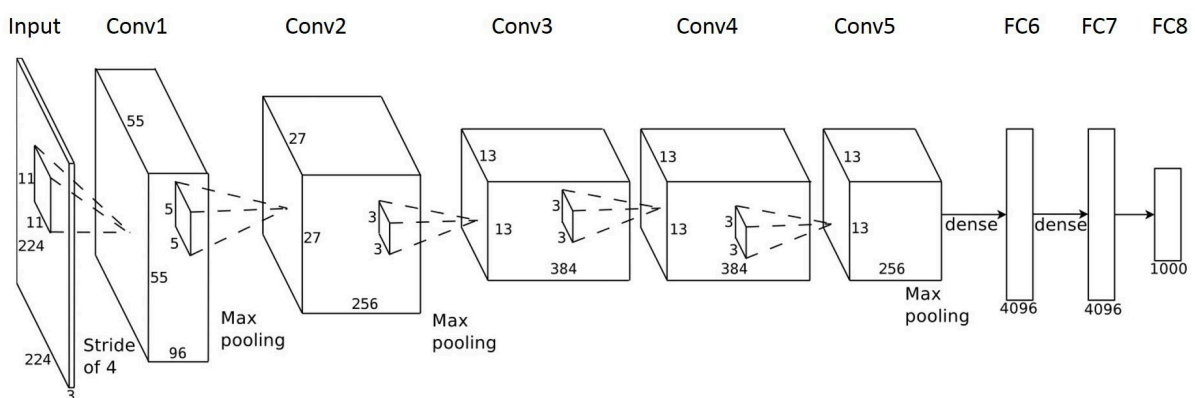 Input
Conv1
Conv2
Conv3
Conv4
Conv5
FC6
FC7
FC8
11
11
224
224
3
Stride
of 4
55
55
96
5
5
Max
pooling
27
27
256
3
3
Max
pooling
13
13
384
3
3
13
13
384
3
3
13
13
256
Max
pooling
dense
4096
dense
4096
1000